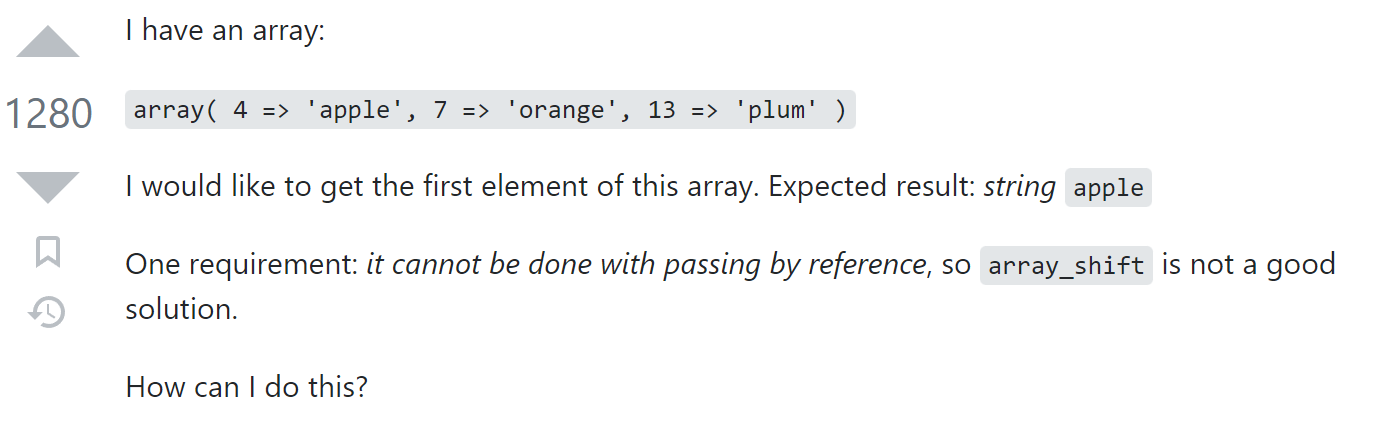 I have an array:
1280
array( 4 => 'apple', 7 => 'orange', 13 => 'plum' )
I would like to get the first element of this array. Expected result: string apple
One requirement: it cannot be done with passing by reference, so array_shift is not a good
solution.
How can I do this?